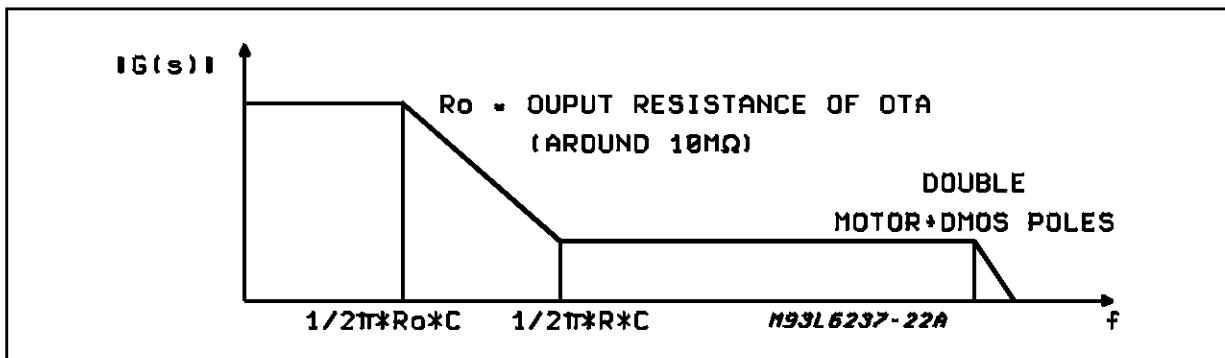 |G(s)|
Ro = OUPUT RESISTANCE OF OTA
(AROUND 10MΩ)
DOUBLE
MOTOR+DMOS POLES
1/2π*Ro*C
1/2π*R*C
M93L6237-22A
f